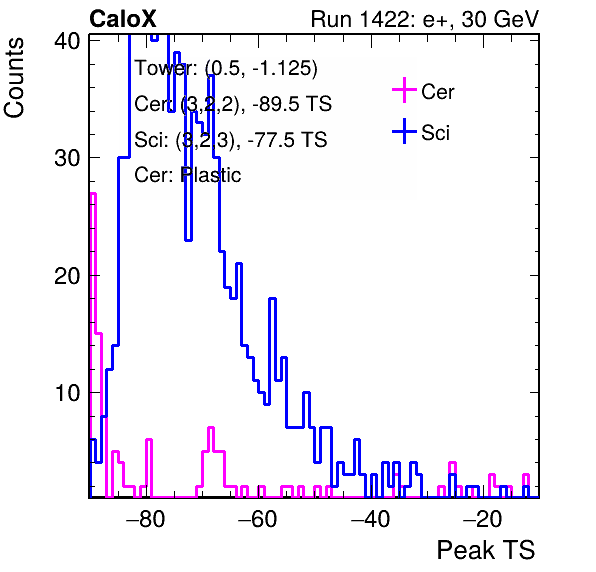 CaloX Run 1422: e+, 30 GeV
Counts
40
30
20
10
Tower: (0.5, -1.125)
Cer: (3,2,2), -89.5 TS
Sci: (3,2,3), -77.5 TS
Cer: Plastic
Cer
Sci
−80 −60 −40 −20
Peak TS